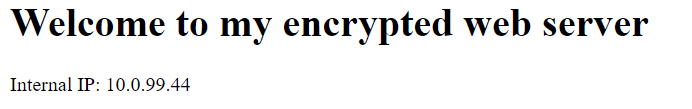 Welcome to my encrypted web server
Internal IP: 10.0.99.44